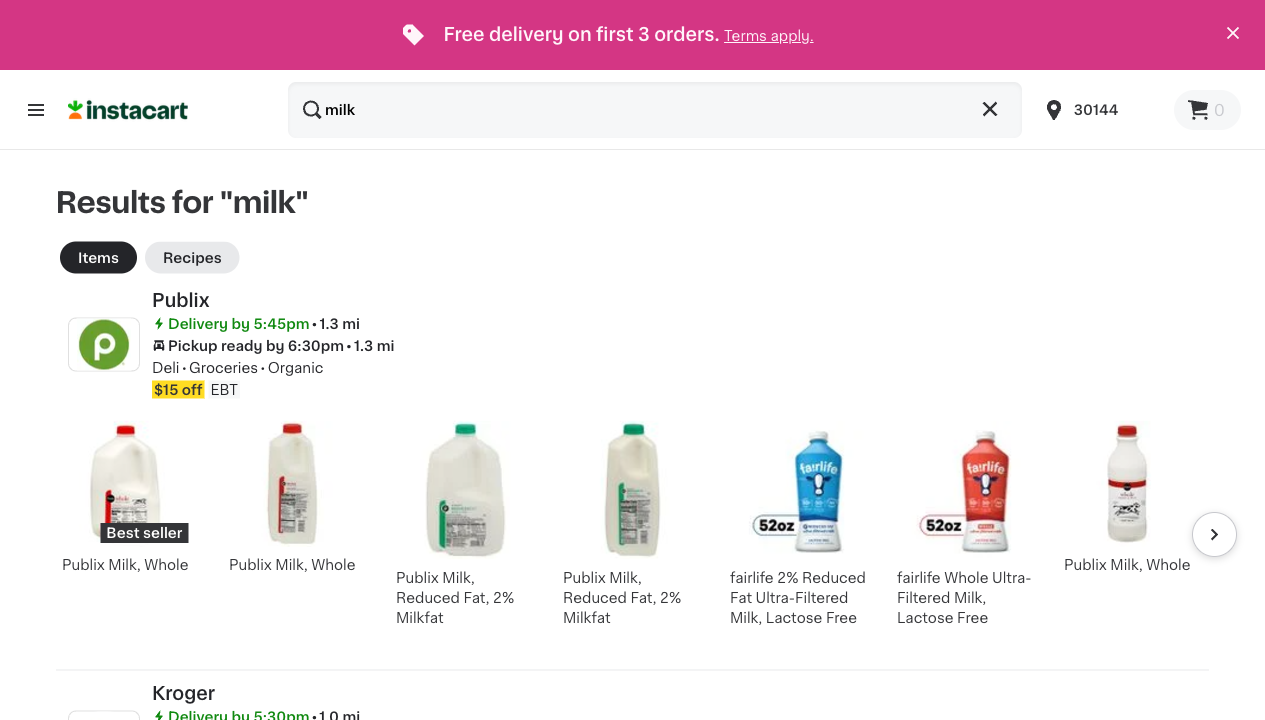 Free delivery on first 3 orders. Terms apply.
instacart
milk
30144
0
Results for "milk"
Items
Recipes
Publix
Delivery by 5:45pm • 1.3 mi
Pickup ready by 6:30pm • 1.3 mi
Deli • Groceries • Organic
$15 off EBT
p
fairlife
fairlife
52oz
52oz
Best seller
Publix Milk, Whole
Publix Milk, Whole
Publix Milk,
Reduced Fat, 2%
Milkfat
Publix Milk,
Reduced Fat, 2%
Milkfat
fairlife 2% Reduced
Fat Ultra-Filtered
Milk, Lactose Free
fairlife Whole Ultra-
Filtered Milk,
Lactose Free
Publix Milk, Whole
Kroger
Delivery by 5:30pm • 1.0 mi